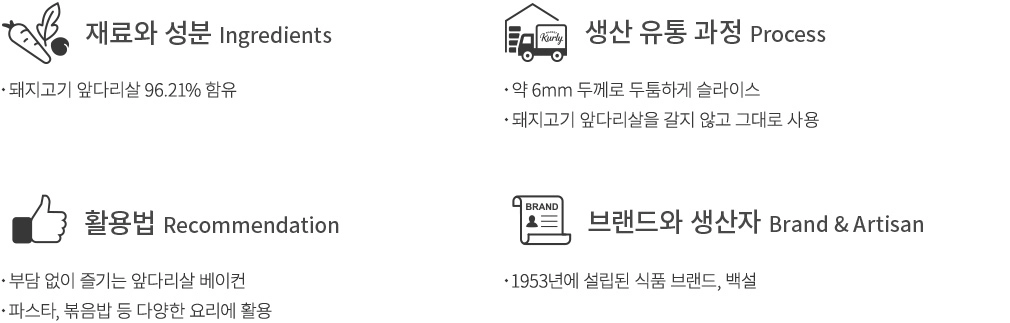 재료와 성분 Ingredients
· 돼지고기 앞다리살 96.21% 함유
Kurly
생산 유통 과정 Process
· 약 6mm 두께로 두툼하게 슬라이스
· 돼지고기 앞다리살을 갈지 않고 그대로 사용
활용법 Recommendation
· 부담 없이 즐기는 앞다리살 베이컨
· 파스타, 볶음밥 등 다양한 요리에 활용
BRAND
브랜드와 생산자 Brand & Artisan
· 1953년에 설립된 식품 브랜드, 백설